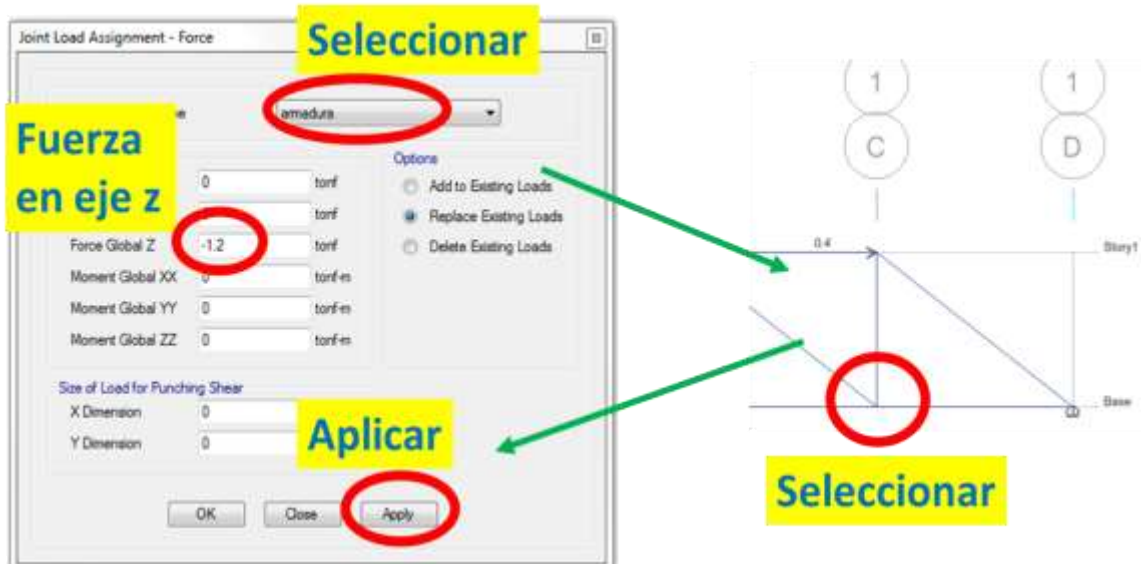 Joint Load Assignment - Force
Seleccionar
armadura
Fuerza
en eje z
Options
0 tonf
Add to Existing Loads
tonf
Replace Existing Loads
Force Global Z -1.2 tonf
Delete Existing Loads
Moment Global XX 0 tonf-m
Moment Global YY 0 tonf-m
Moment Global ZZ 0 tonf-m
Size of Load for Punching Shear
X Dimension 0
Y Dimension 0
Aplicar
OK Close Apply
1 1
C D
0.4
Story1
Base
Seleccionar